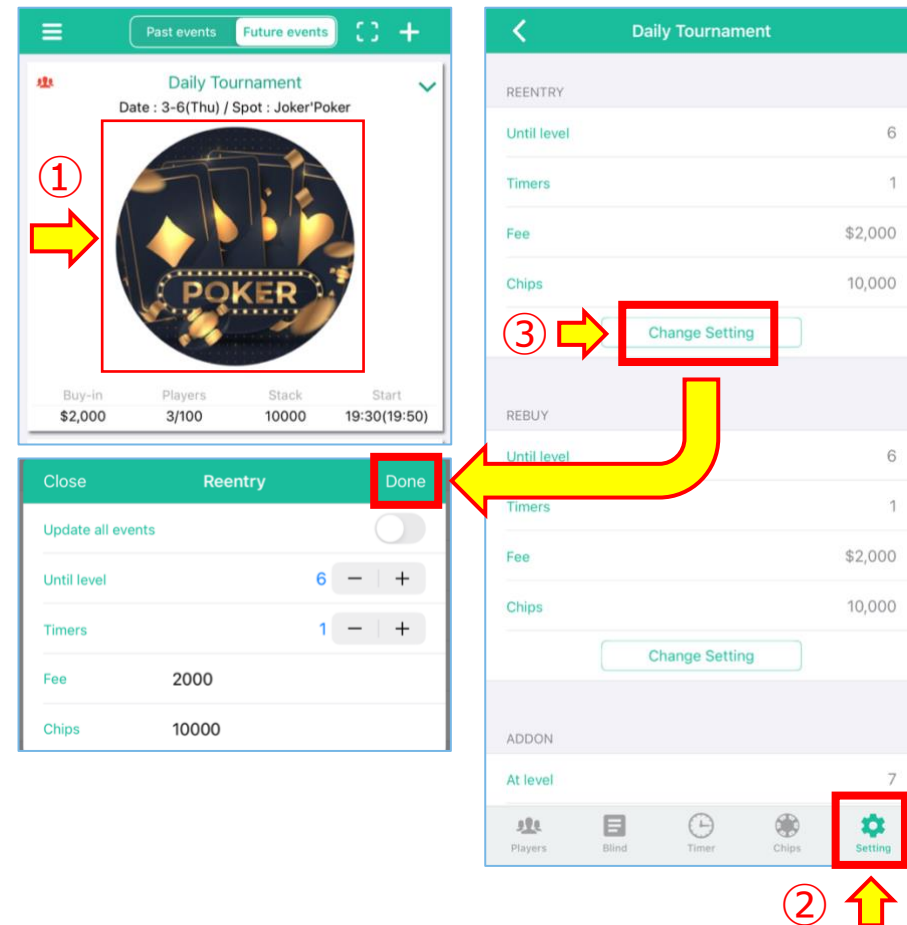 Past events Future events
Daily Tournament
Date : 3-6(Thu) / Spot : Joker'Poker
①
POKER
Buy-in Players Stack Start
$2,000 3/100 10000 19:30(19:50)
Close Reentry Done
Update all events
Until level 6 − +
Timers 1 − +
Fee 2000
Chips 10000
Daily Tournament
REENTRY
Until level 6
Timers 1
Fee $2,000
Chips 10,000
③ Change Setting
REBUY
Until level 6
Timers 1
Fee $2,000
Chips 10,000
Change Setting
ADDON
At level 7
Players Blind Timer Chips Setting
②